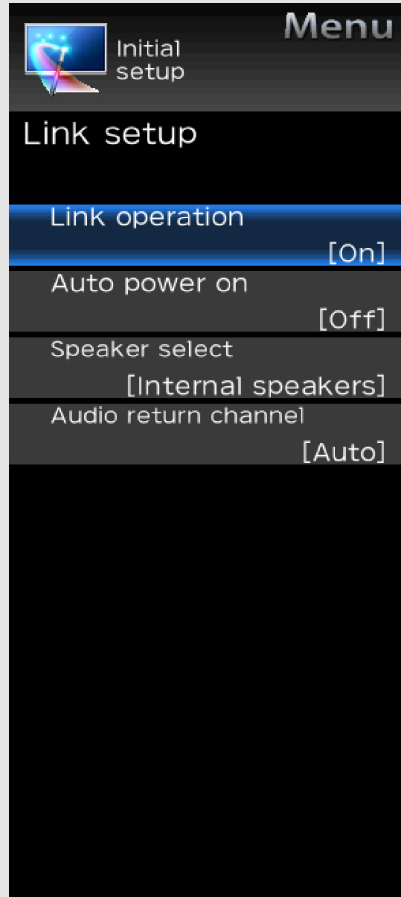 Menu
Initial
setup
Link setup
Link operation
[On]
Auto power on
[Off]
Speaker select
[Internal speakers]
Audio return channel
[Auto]